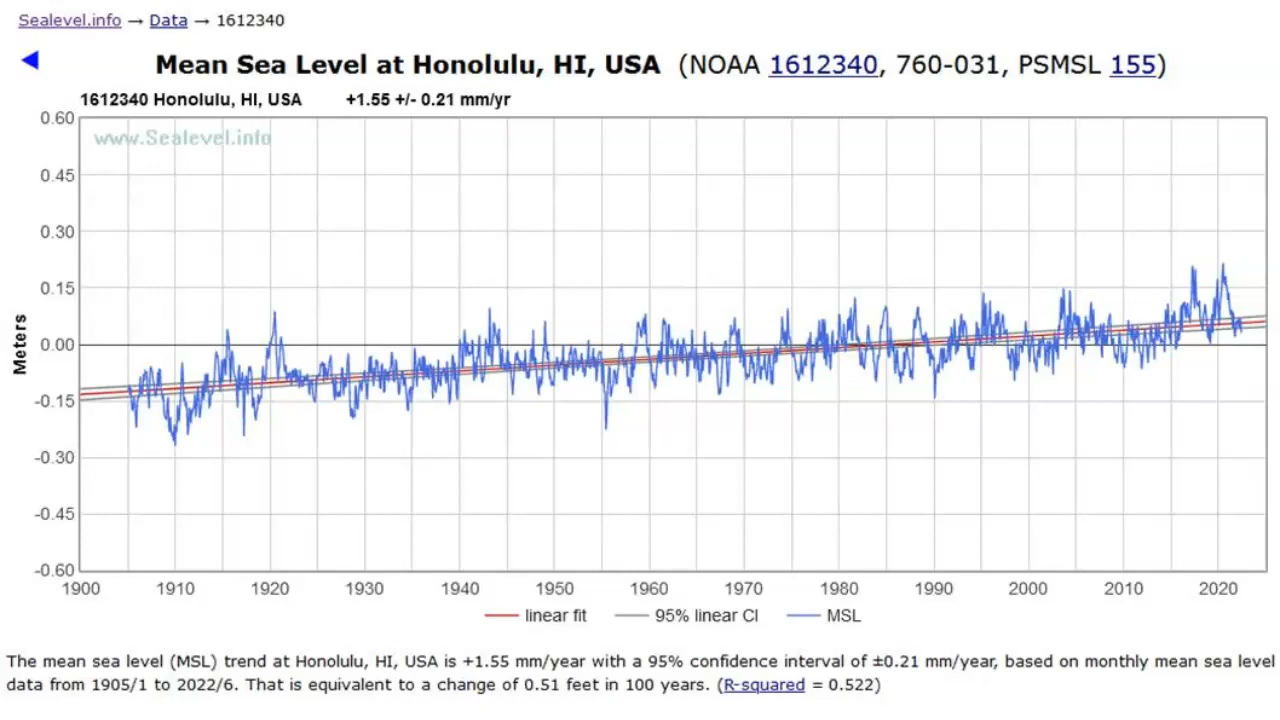 Sealevel.info → Data → 1612340
Mean Sea Level at Honolulu, HI, USA (NOAA 1612340, 760-031, PSMSL 155)
1612340 Honolulu, HI, USA +1.55 +/- 0.21 mm/yr
www.Sealevel.info
0.60
0.45
0.30
0.15
0.00
-0.15
-0.30
-0.45
-0.60
Meters
1900 1910 1920 1930 1940 1950 1960 1970 1980 1990 2000 2010 2020
linear fit 95% linear CI MSL
The mean sea level (MSL) trend at Honolulu, HI, USA is +1.55 mm/year with a 95% confidence interval of ±0.21 mm/year, based on monthly mean sea level
data from 1905/1 to 2022/6. That is equivalent to a change of 0.51 feet in 100 years. (R-squared = 0.522)